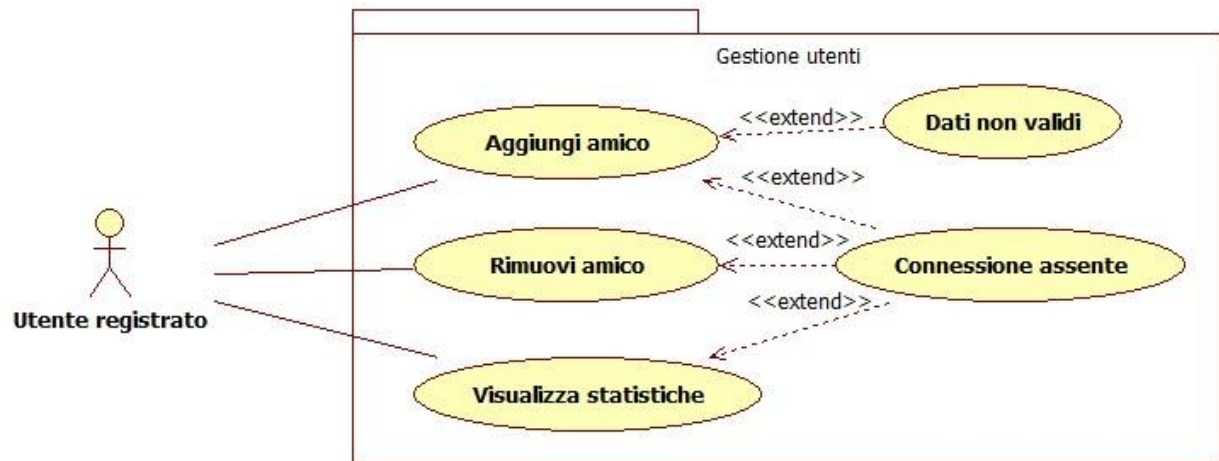 Gestione utenti
<<extend>>
Dati non validi
Aggiungi amico
<<extend>>
<<extend>>
Rimuovi amico
Connessione assente
<<extend>>
Utente registrato
Visualizza statistiche